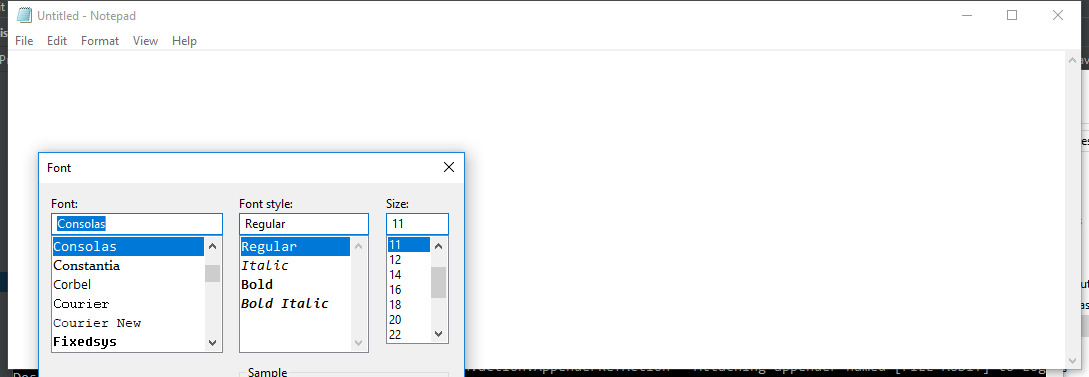 Untitled - Notepad
File Edit Format View Help
Font
Font: Font style: Size:
Consolas Regular 11
Consolas Regular 11
Constantia Italic 12
Corbel Bold 14
Courier Bold Italic 16
Courier New 18
Fixedsys 20
22
Sample